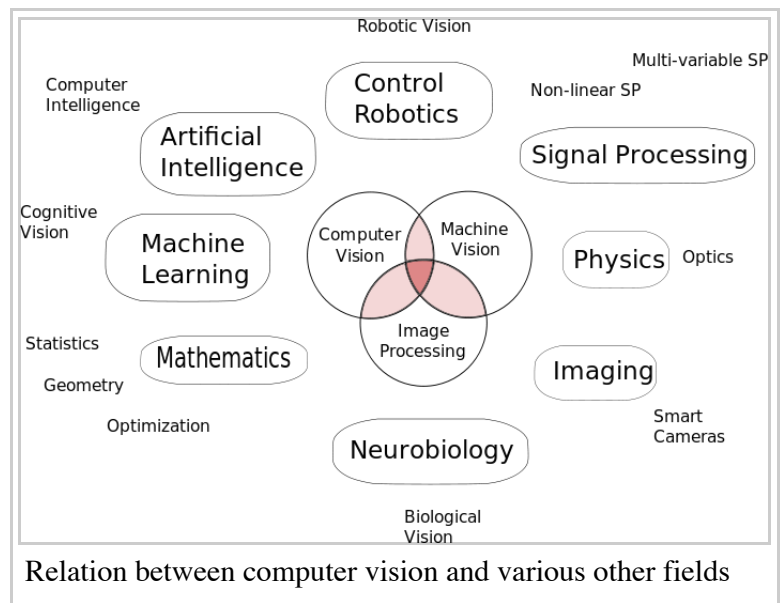 Robotic Vision
Multi-variable SP
Computer
Intelligence
Control
Robotics
Non-linear SP
Artificial
Intelligence
Signal Processing
Cognitive
Vision
Machine
Learning
Computer
Vision
Machine
Vision
Physics
Optics
Image
Processing
Statistics
Mathematics
Geometry
Imaging
Optimization
Smart
Cameras
Neurobiology
Biological
Vision
Relation between computer vision and various other fields